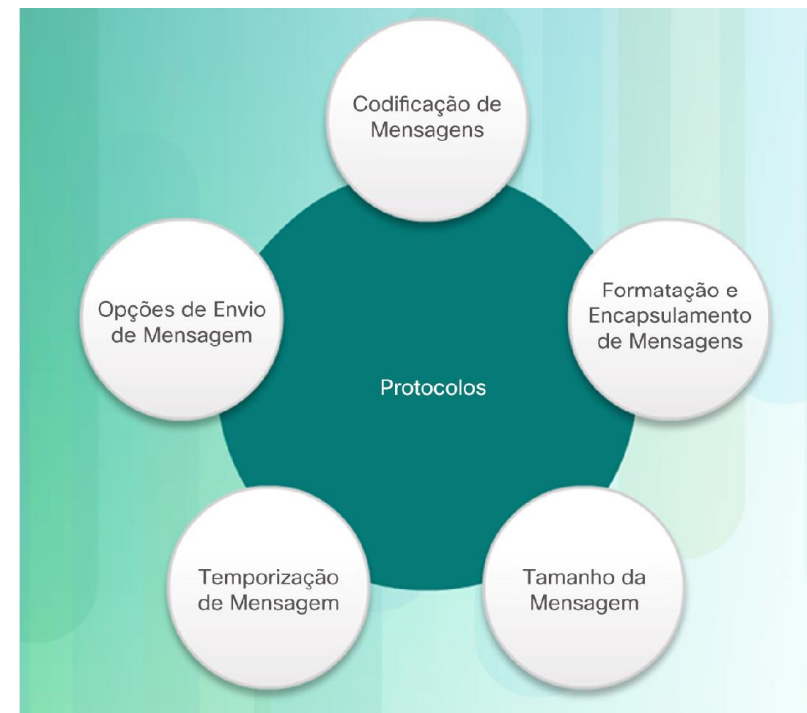 Codificação de
Mensagens
Opções de Envio
de Mensagem
Formatação e
Encapsulamento
de Mensagens
Protocolos
Temporização
de Mensagem
Tamanho da
Mensagem